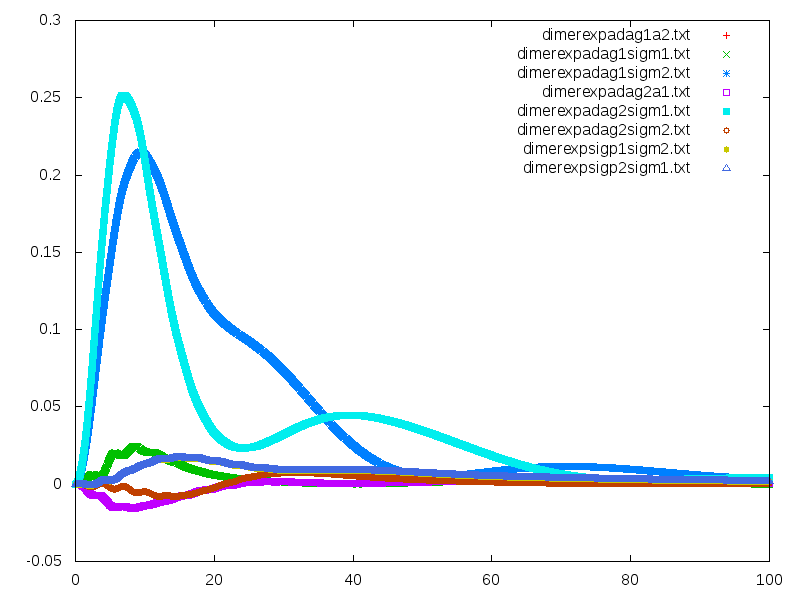 0.3
0.25
0.2
0.15
0.1
0.05
0
-0.05
0 20 40 60 80 100
dimerexpadag1a2.txt
dimerexpadag1sigm1.txt
dimerexpadag1sigm2.txt
dimerexpadag2a1.txt
dimerexpadag2sigm1.txt
dimerexpadag2sigm2.txt
dimerexpsigp1sigm2.txt
dimerexpsigp2sigm1.txt